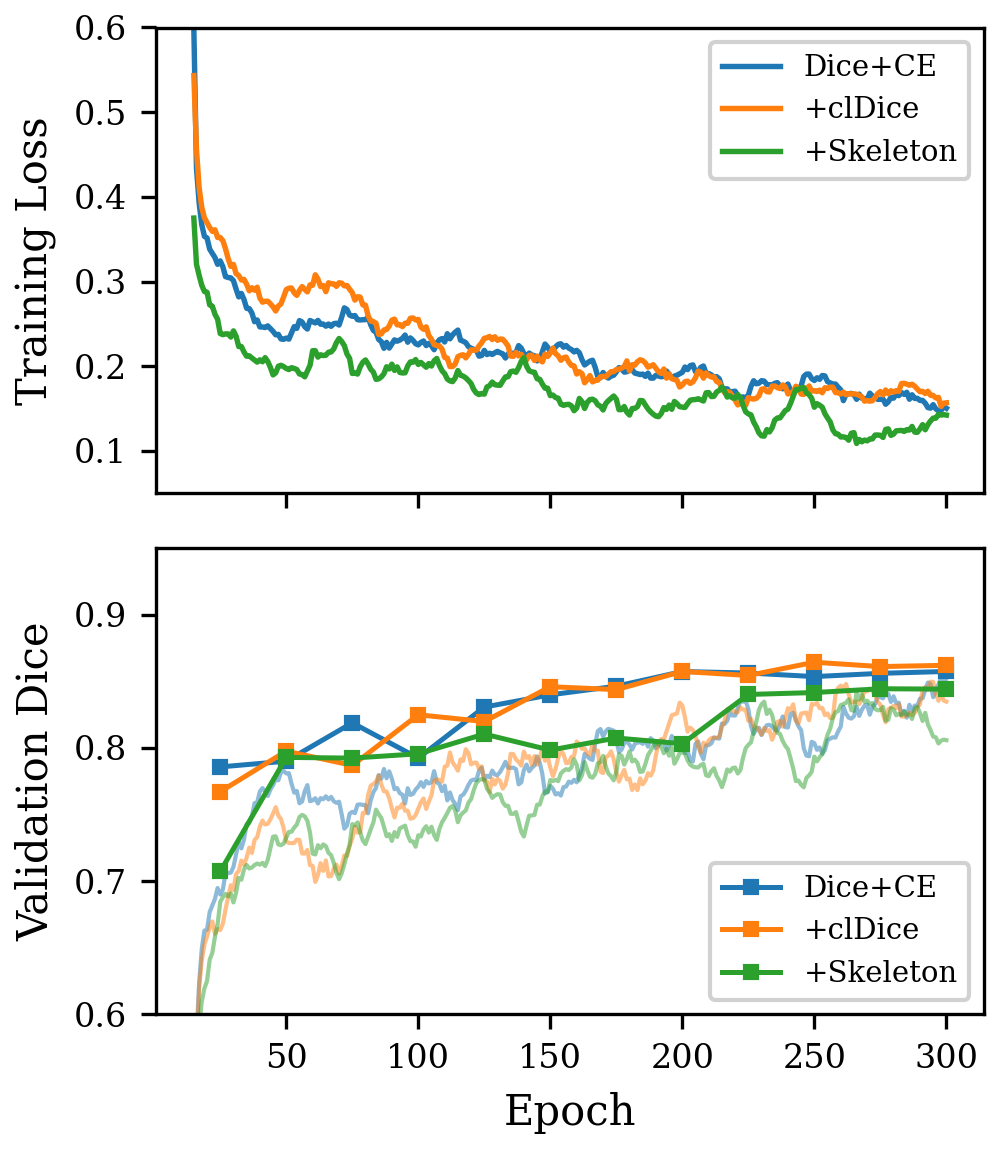 0.6
0.5
0.4
0.3
0.2
0.1
Training Loss
Dice+CE
+clDice
+Skeleton
0.9
0.8
0.7
0.6
Validation Dice
Dice+CE
+clDice
+Skeleton
50 100 150 200 250 300
Epoch